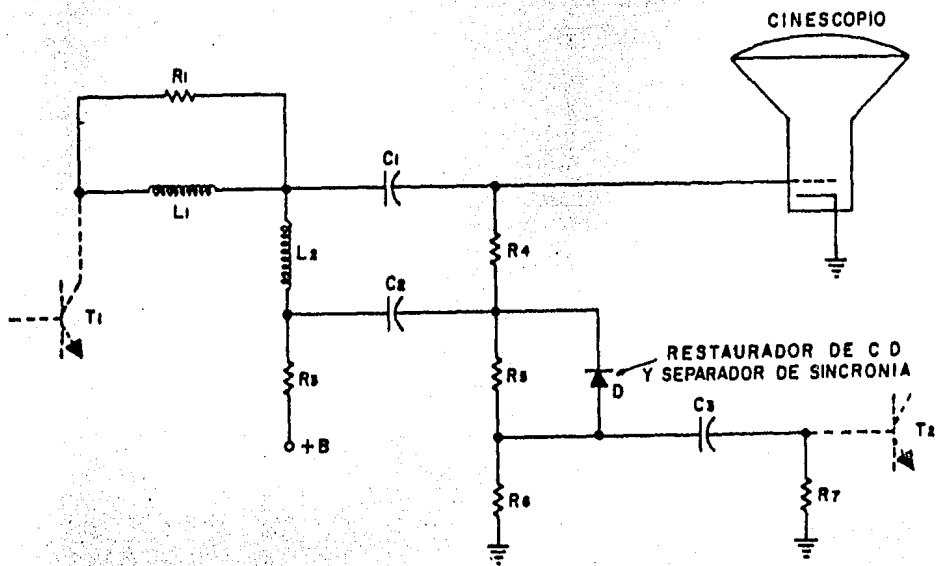 CINESCOPIO
R1
C1
L1
R4
L2
C2
T1
RESTAURADOR DE C D
Y SEPARADOR DE SINCRONIA
R3
R5
D
C3
T2
+B
R6
R7